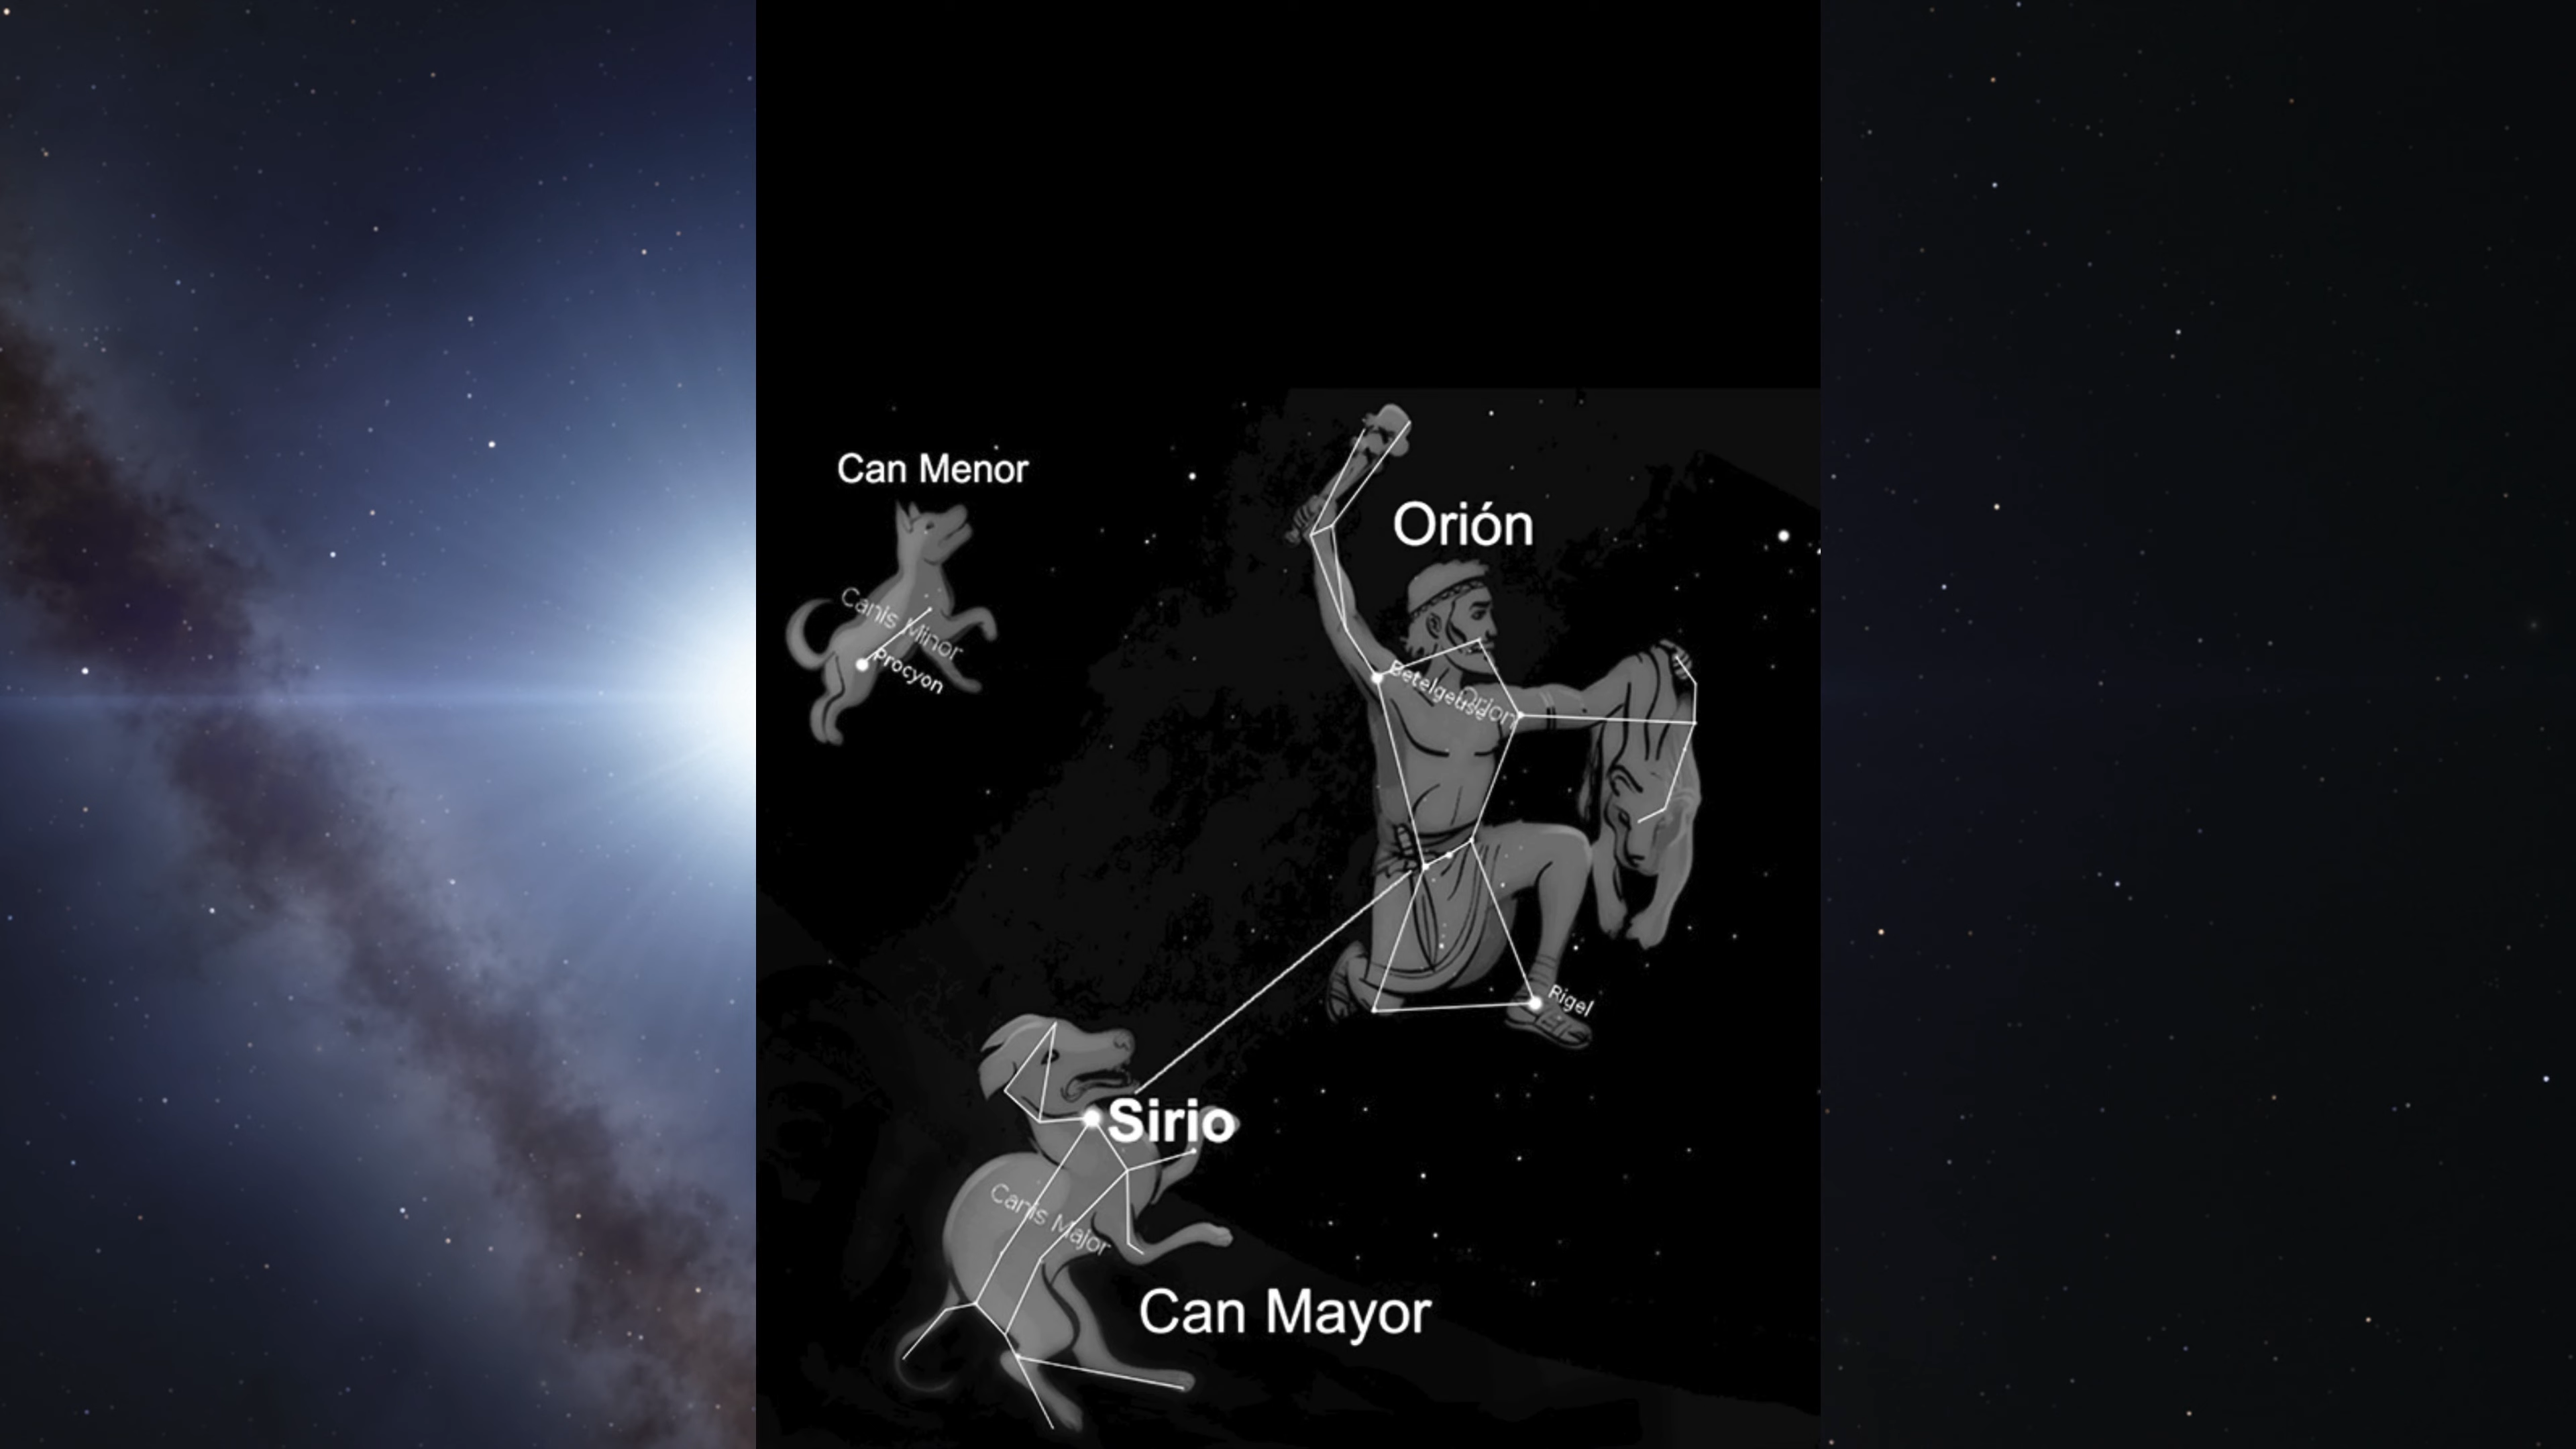 Can Menor
Orión
Canis Minor
Procyon
Betelgeuse
Orion
Rigel
Sirio
Canis Major
Can Mayor